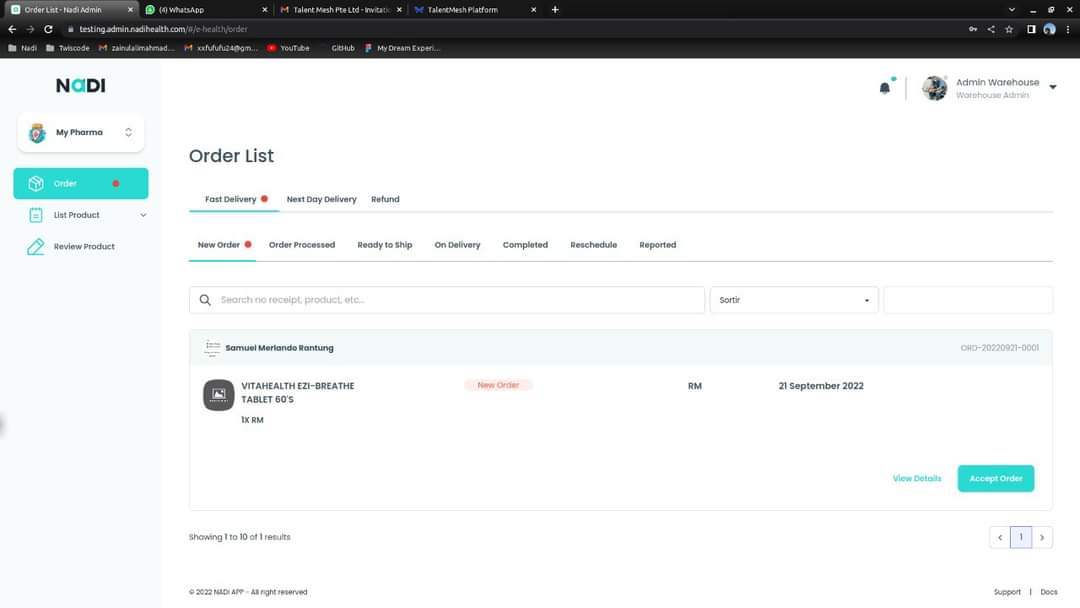 Order List - Nadi Admin
(4) WhatsApp
Talent Mesh Pte Ltd - Invitatio
TalentMesh Platform
testing.admin.nadihealth.com/#/e-health/order
Nadi
Twiscode
zainulalimahmad...
xxfufufu24@gm...
YouTube
GitHub
My Dream Experi...
NaDI
Admin Warehouse
Warehouse Admin
My Pharma
Order
List Product
Review Product
Order List
Fast Delivery
Next Day Delivery
Refund
New Order
Order Processed
Ready to Ship
On Delivery
Completed
Reschedule
Reported
Search no receipt, product, etc...
Sortir
Samuel Merlando Rantung
ORD-20220921-0001
VITAHEALTH EZI-BREATHE
TABLET 60'S
1X RM
New Order
RM
21 September 2022
View Details
Accept Order
Showing 1 to 10 of 1 results
1
© 2022 NADI APP - All right reserved
Support | Docs